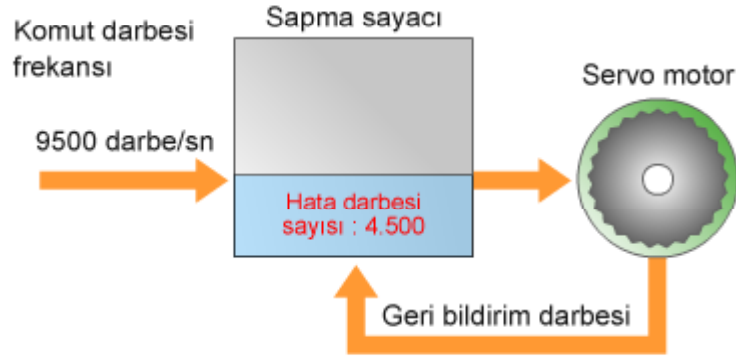 Sapma sayacı
Komut darbesi
frekansı
Servo motor
9500 darbe/sn
Hata darbesi
sayısı : 4.500
Geri bildirim darbesi